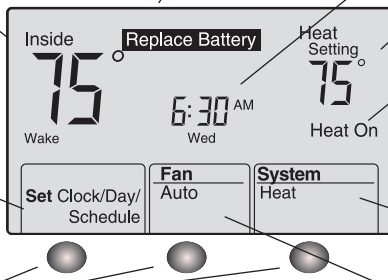 Inside
Replace Battery
Heat
Setting
75°
6:30 AM
75°
Wake
Wed
Heat On
Set Clock/Day/
Schedule
Fan
Auto
System
Heat